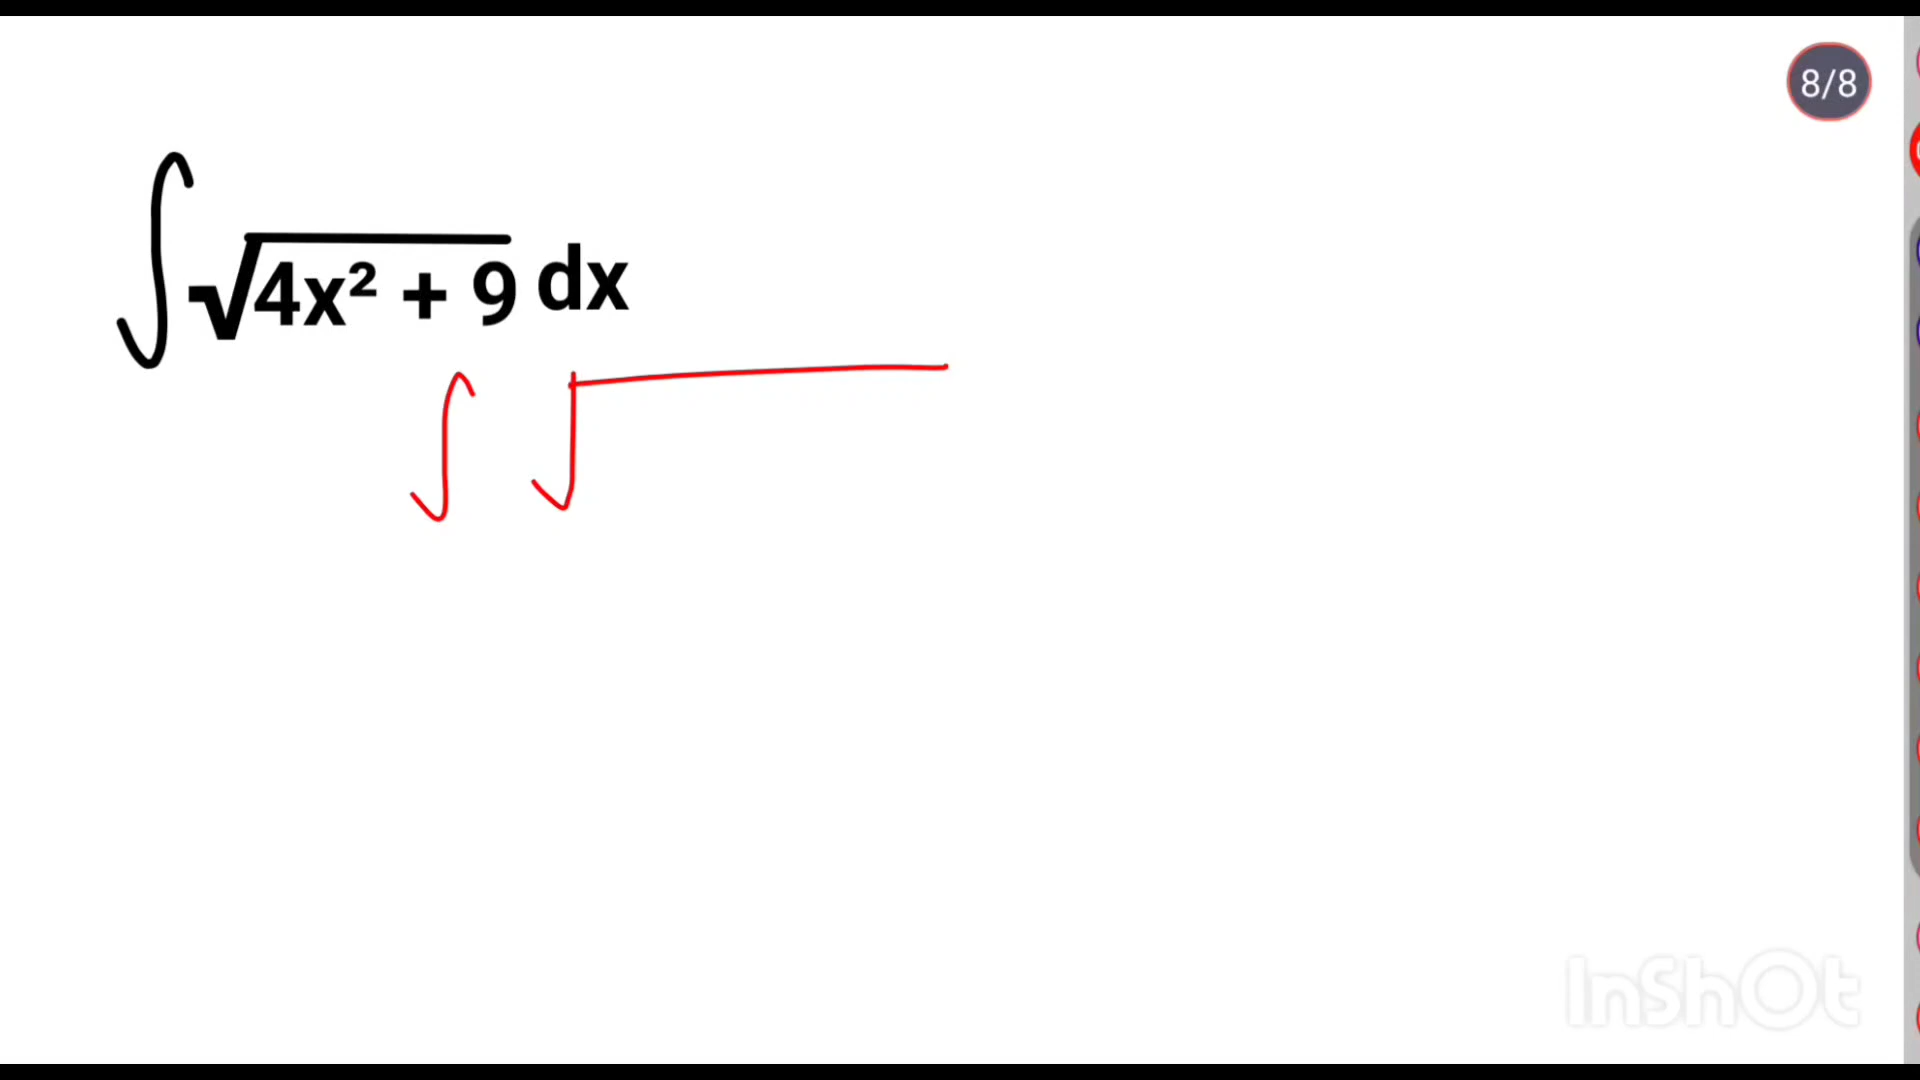 8/8
∫√4x² + 9 dx
∫ √
InShOt